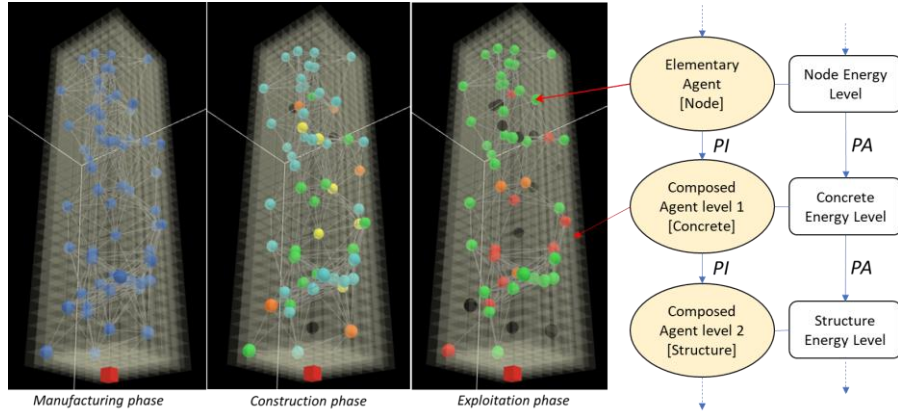 Manufacturing phase
Construction phase
Exploitation phase
Elementary
Agent
[Node]
Node Energy
Level
PI
PA
Composed
Agent level 1
[Concrete]
Concrete
Energy Level
PI
PA
Composed
Agent level 2
[Structure]
Structure
Energy Level